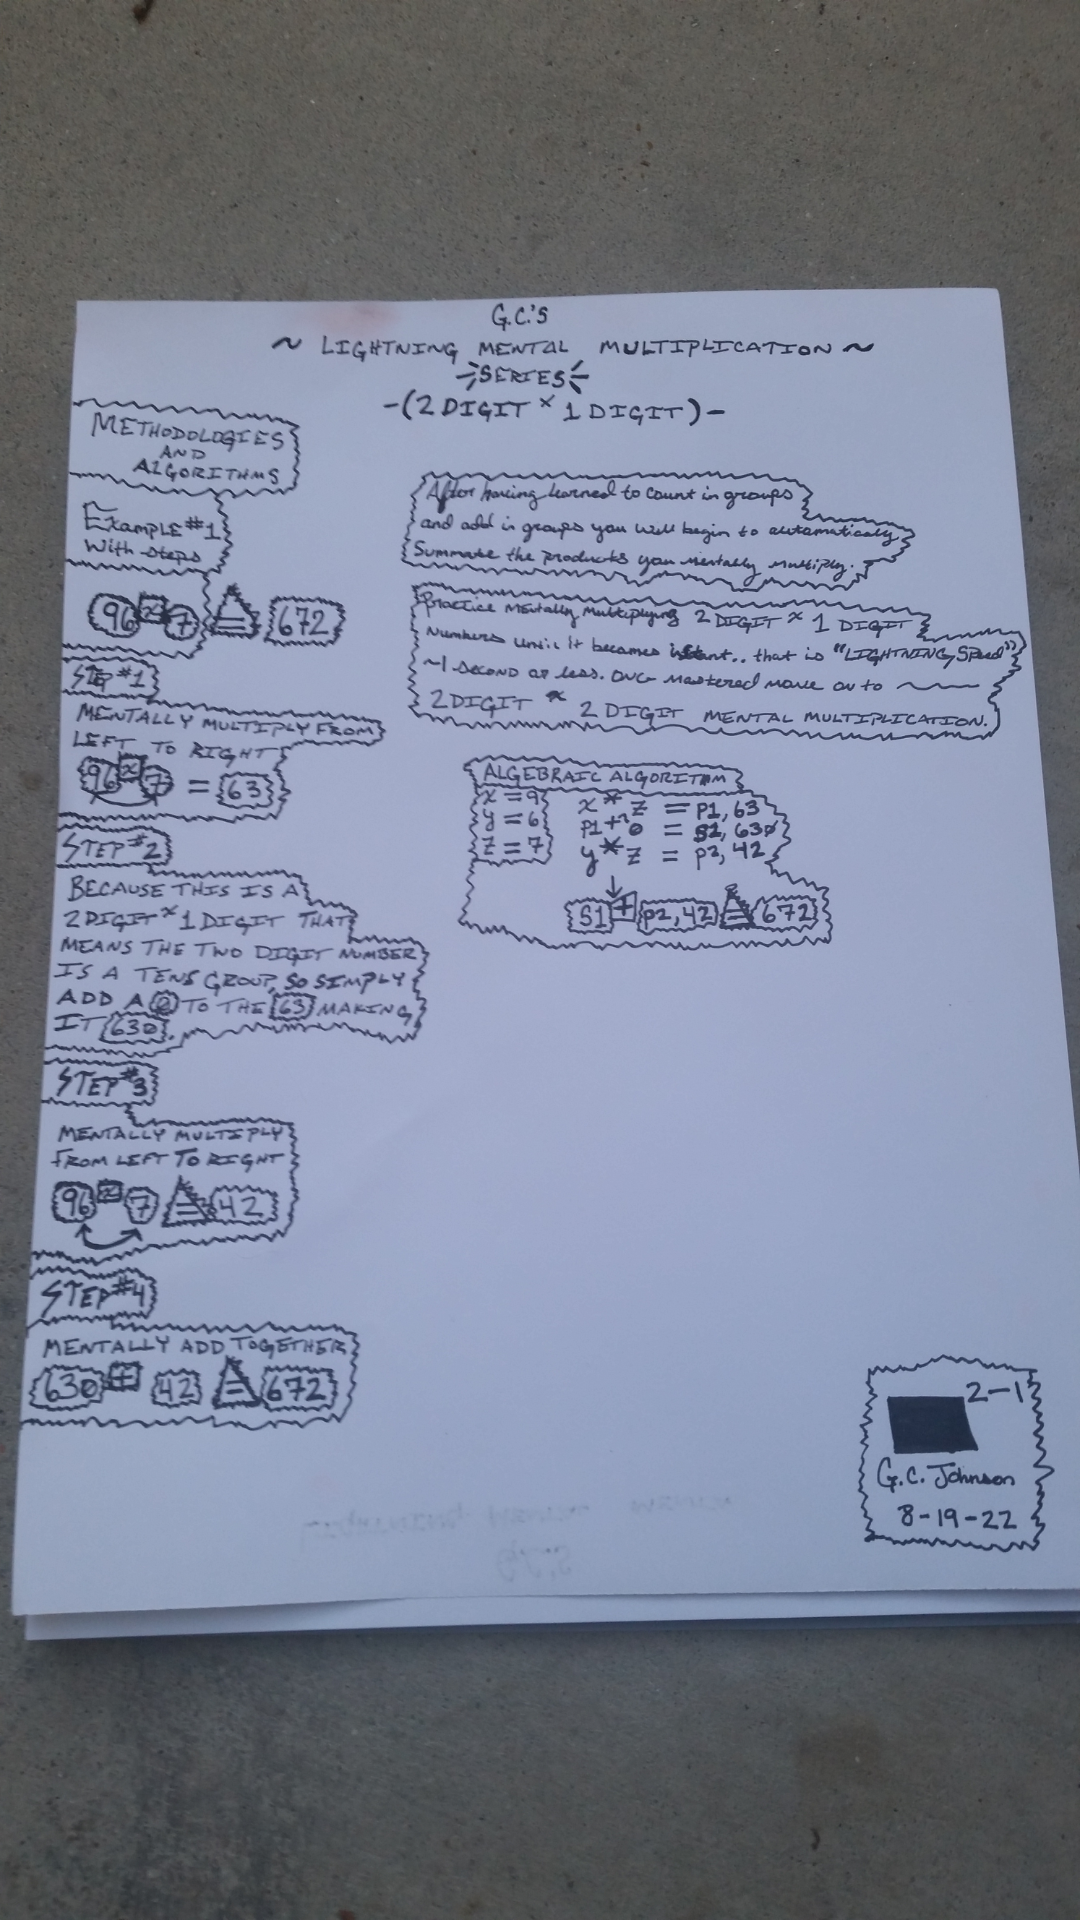 G.C.'S
~ LIGHTNING MENTAL MULTIPLICATION ~
SERIES
-(2 DIGIT × 1 DIGIT)-
METHODOLOGIES
AND
ALGORITHMS
Example #1
With steps
96 × 7 = 672
STEP #1
MENTALLY MULTIPLY FROM
LEFT TO RIGHT
96 × 7 = 63
STEP #2
BECAUSE THIS IS A
2 DIGIT × 1 DIGIT THAT
MEANS THE TWO DIGIT NUMBER
IS A TENS GROUP, SO SIMPLY
ADD A 0 TO THE 63 MAKING
IT 630.
STEP #3
MENTALLY MULTIPLY
FROM LEFT TO RIGHT
96 × 7 = 42
STEP #4
MENTALLY ADD TOGETHER
630 + 42 = 672
After having learned to count in groups
and add in groups you will begin to automatically
Summate the products you mentally multiply.
Practice mentally multiplying 2 DIGIT × 1 DIGIT
Numbers until it becomes instant.. that is "LIGHTNING Speed"
~1 second or less. Once mastered move on to ~
2 DIGIT × 2 DIGIT MENTAL MULTIPLICATION.
ALGEBRAIC ALGORITHM
x = 9 x * z = P1, 63
y = 6 P1 + 0 = S1, 630
z = 7 y * z = P2, 42
S1 + P2, 42 = 672
2-1
G.C. Johnson
8-19-22